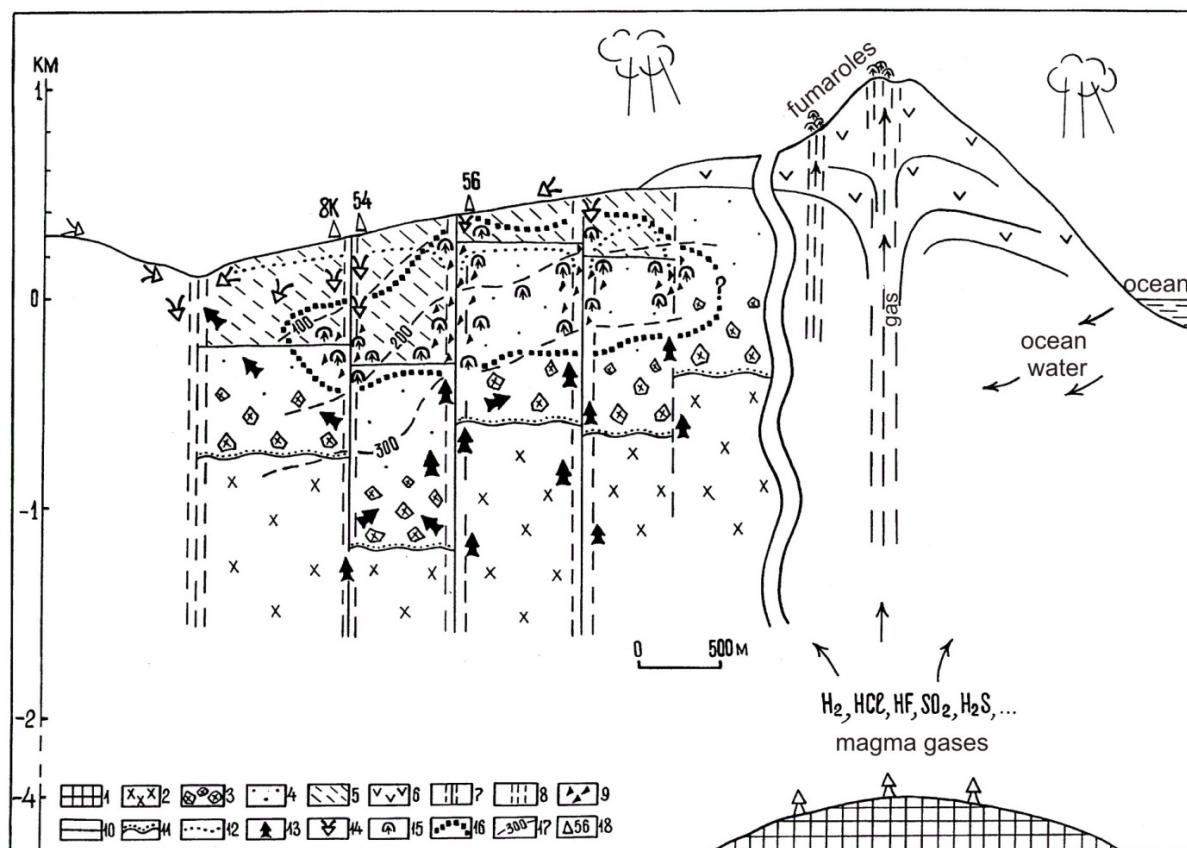 KM
1
0
-1
-2
-4
fumaroles
8K
54
56
100
200
300
?
gas
ocean
ocean
water
0 500 м
H₂, HCl, HF, SO₂, H₂S, ...
magma gases
1 2 3 4 5 6 7 8 9
10 11 12 13 14 15 16 300 17 56 18